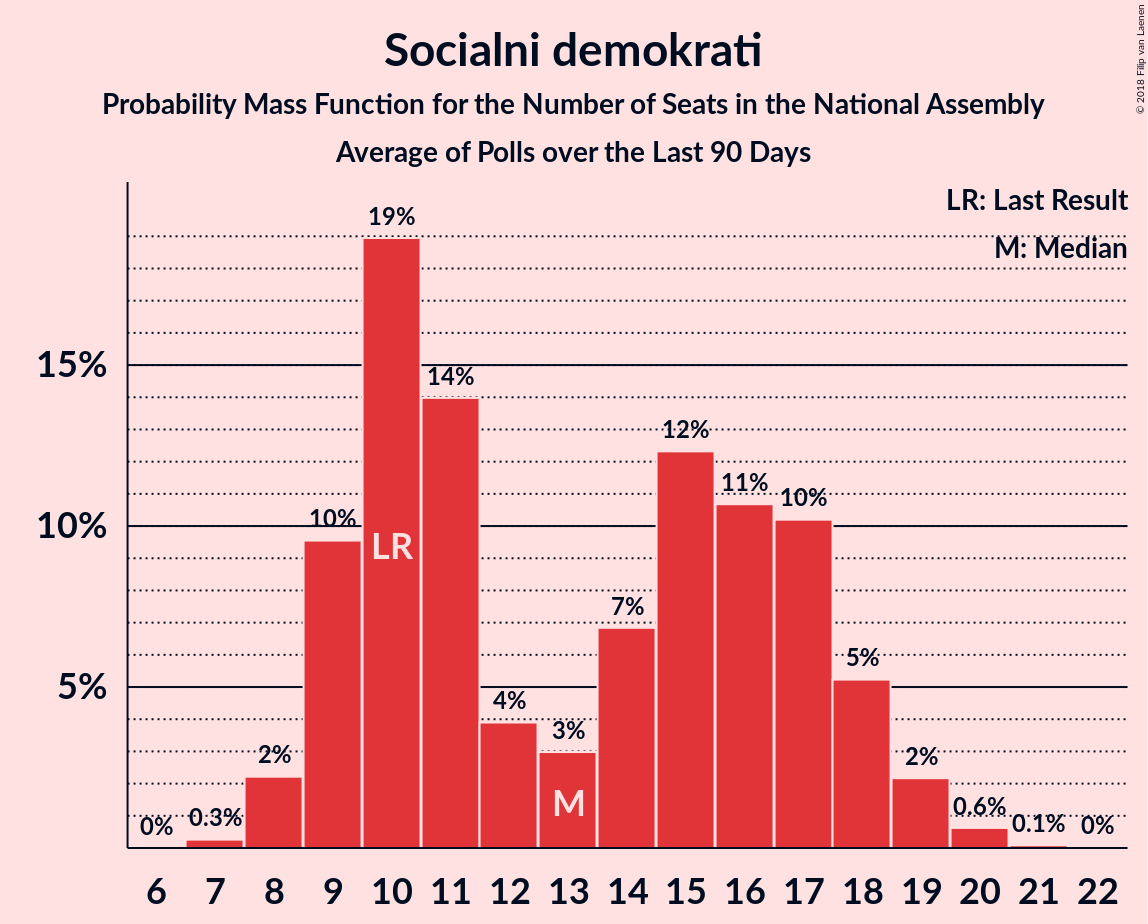 Socialni demokrati
Probability Mass Function for the Number of Seats in the National Assembly
Average of Polls over the Last 90 Days
© 2018 Filip van Laenen
LR: Last Result
M: Median
15%
10%
5%
0%
0.3%
2%
10%
19%
14%
4%
3%
7%
12%
11%
10%
5%
2%
0.6%
0.1%
0%
LR
M
6 7 8 9 10 11 12 13 14 15 16 17 18 19 20 21 22